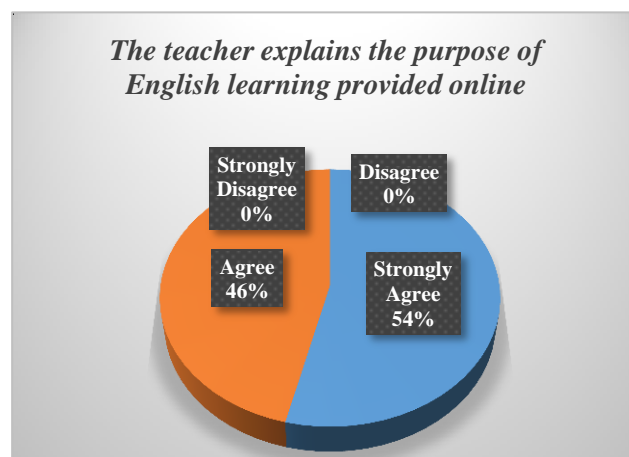 The teacher explains the purpose of
English learning provided online
Strongly
Disagree
0%
Disagree
0%
Agree
46%
Strongly
Agree
54%